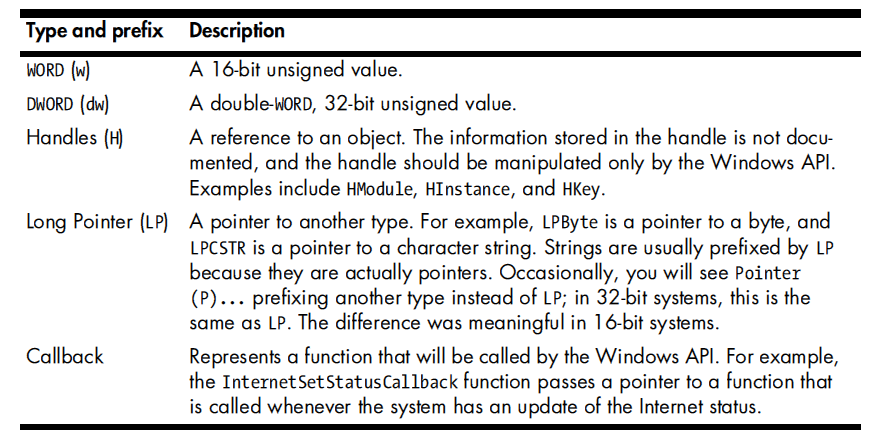 Type and prefix Description
WORD (w) A 16-bit unsigned value.
DWORD (dw) A double-WORD, 32-bit unsigned value.
Handles (H) A reference to an object. The information stored in the handle is not docu-
mented, and the handle should be manipulated only by the Windows API.
Examples include HModule, HInstance, and HKey.
Long Pointer (LP) A pointer to another type. For example, LPByte is a pointer to a byte, and
LPCSTR is a pointer to a character string. Strings are usually prefixed by LP
because they are actually pointers. Occasionally, you will see Pointer
(P)... prefixing another type instead of LP; in 32-bit systems, this is the
same as LP. The difference was meaningful in 16-bit systems.
Callback Represents a function that will be called by the Windows API. For example,
the InternetSetStatusCallback function passes a pointer to a function that
is called whenever the system has an update of the Internet status.